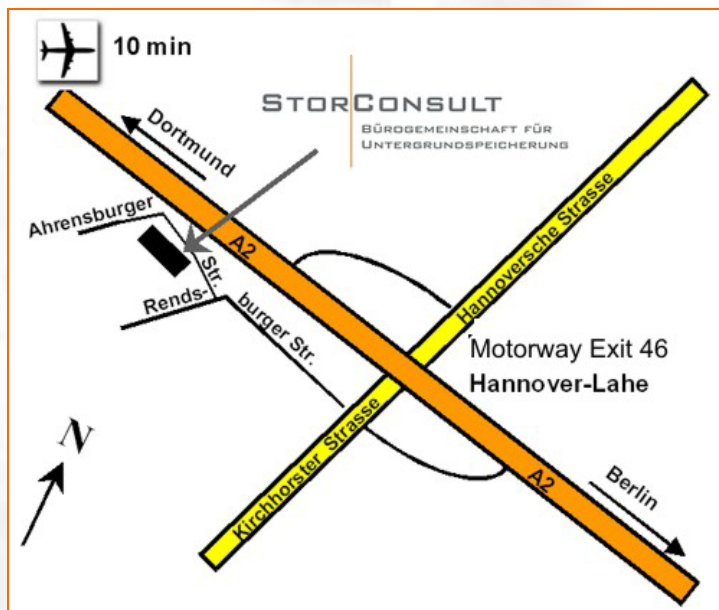 10 min
STORCONSULT
BÜROGEMEINSCHAFT FÜR
UNTERGRUNDSPEICHERUNG
Dortmund
Ahrensburger
Str.
A2
Hannoversche Strasse
Rends-
burger Str.
Motorway Exit 46
Hannover-Lahe
Kirchhorster Strasse
N
A2
Berlin